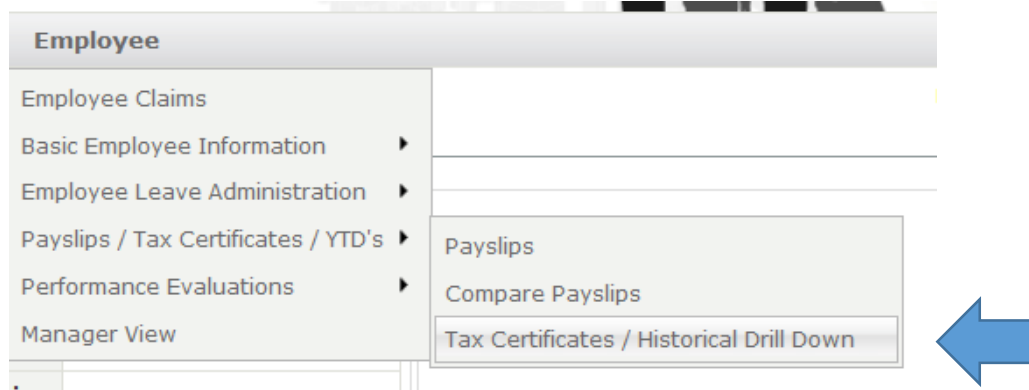 Employee
Employee Claims
Basic Employee Information
Employee Leave Administration
Payslips / Tax Certificates / YTD's
Performance Evaluations
Manager View
Payslips
Compare Payslips
Tax Certificates / Historical Drill Down